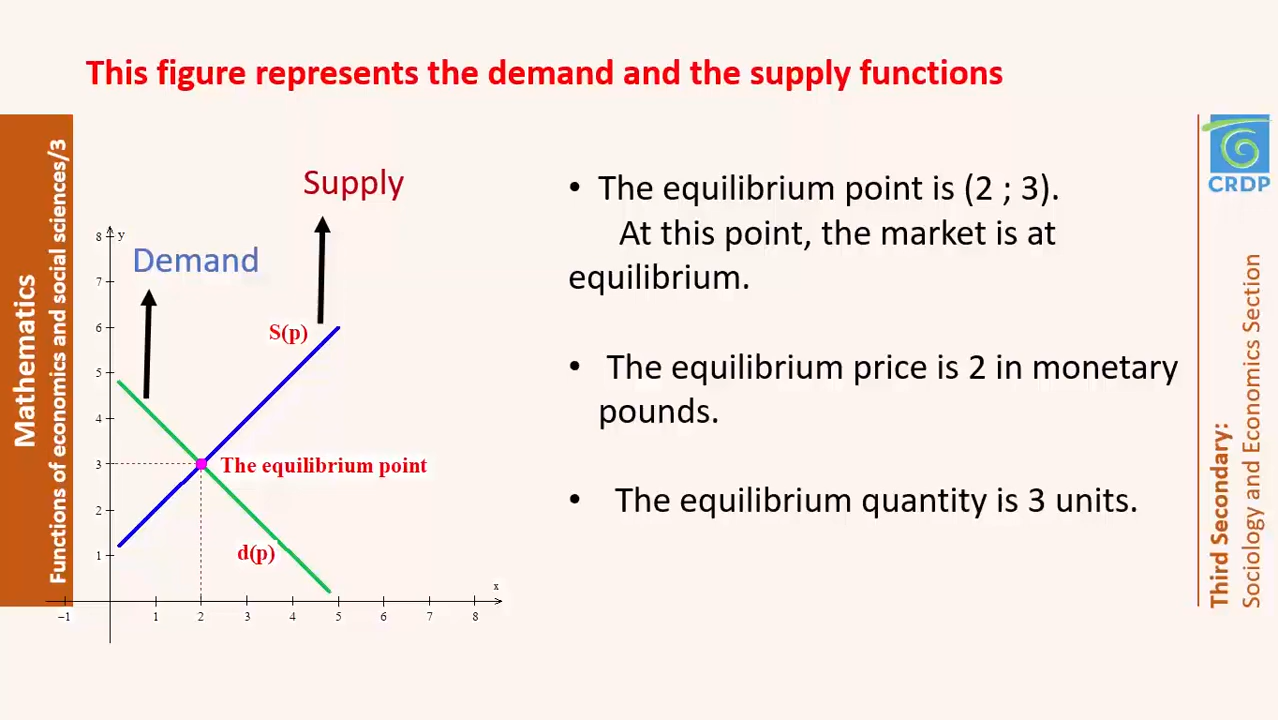 This figure represents the demand and the supply functions
Mathematics
Functions of economics and social sciences/3
Supply
Demand
y
8
7
6
5
4
3
2
1
S(p)
The equilibrium point
d(p)
x
−1 1 2 3 4 5 6 7 8
• The equilibrium point is (2 ; 3).
At this point, the market is at
equilibrium.
• The equilibrium price is 2 in monetary
pounds.
• The equilibrium quantity is 3 units.
CRDP
Third Secondary:
Sociology and Economics Section